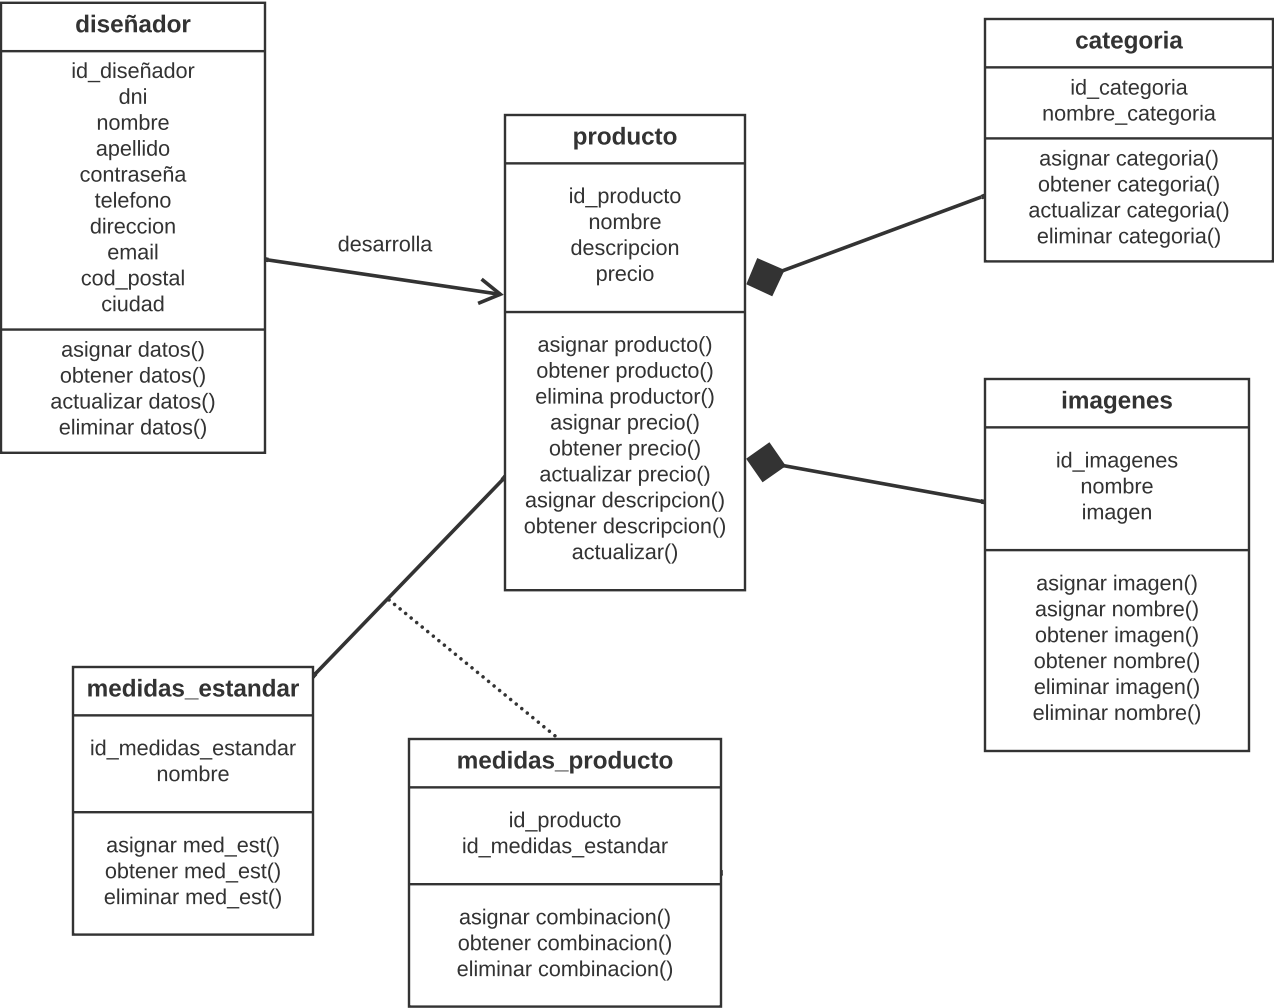 diseñador
id_diseñador
dni
nombre
apellido
contraseña
telefono
direccion
email
cod_postal
ciudad
asignar datos()
obtener datos()
actualizar datos()
eliminar datos()
desarrolla
producto
id_producto
nombre
descripcion
precio
asignar producto()
obtener producto()
elimina productor()
asignar precio()
obtener precio()
actualizar precio()
asignar descripcion()
obtener descripcion()
actualizar()
categoria
id_categoria
nombre_categoria
asignar categoria()
obtener categoria()
actualizar categoria()
eliminar categoria()
imagenes
id_imagenes
nombre
imagen
asignar imagen()
asignar nombre()
obtener imagen()
obtener nombre()
eliminar imagen()
eliminar nombre()
medidas_estandar
id_medidas_estandar
nombre
asignar med_est()
obtener med_est()
eliminar med_est()
medidas_producto
id_producto
id_medidas_estandar
asignar combinacion()
obtener combinacion()
eliminar combinacion()